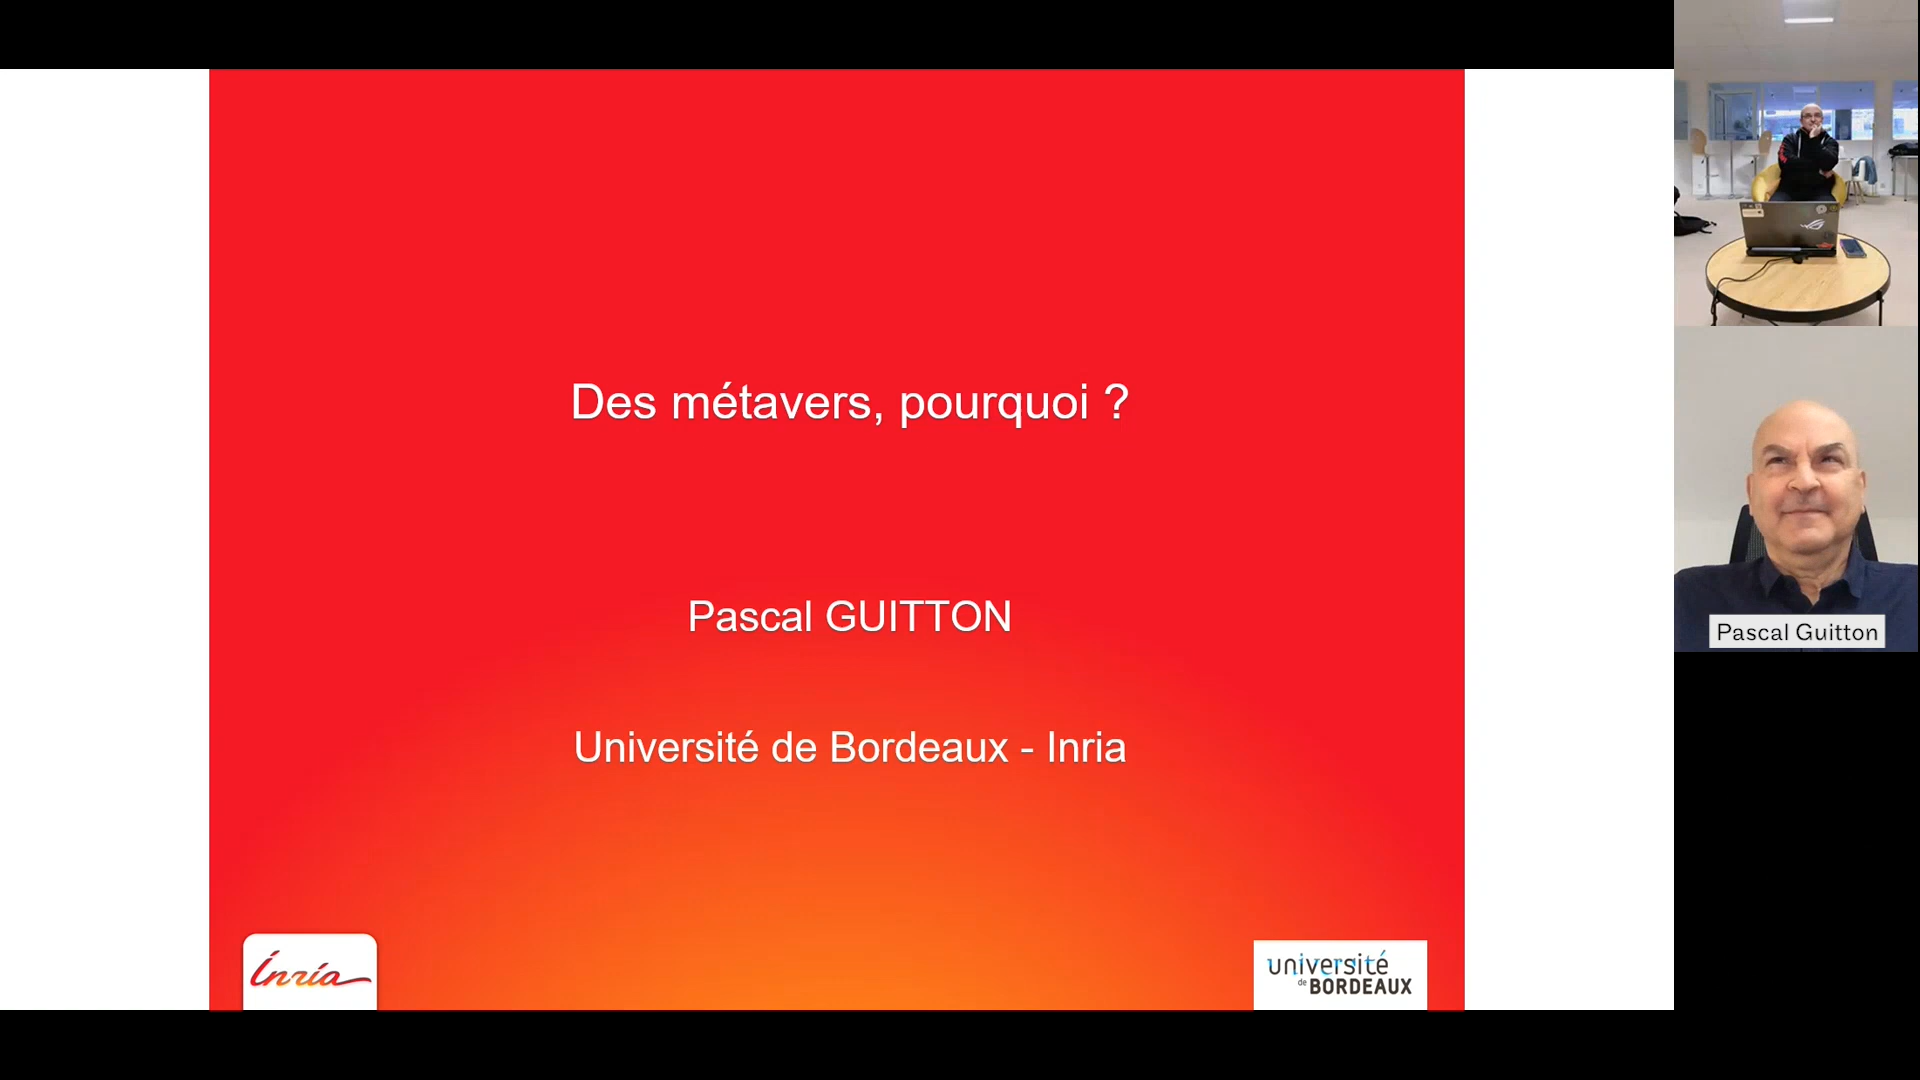 Des métavers, pourquoi ?
Pascal GUITTON
Université de Bordeaux - Inria
Inria
université
de BORDEAUX
Pascal Guitton